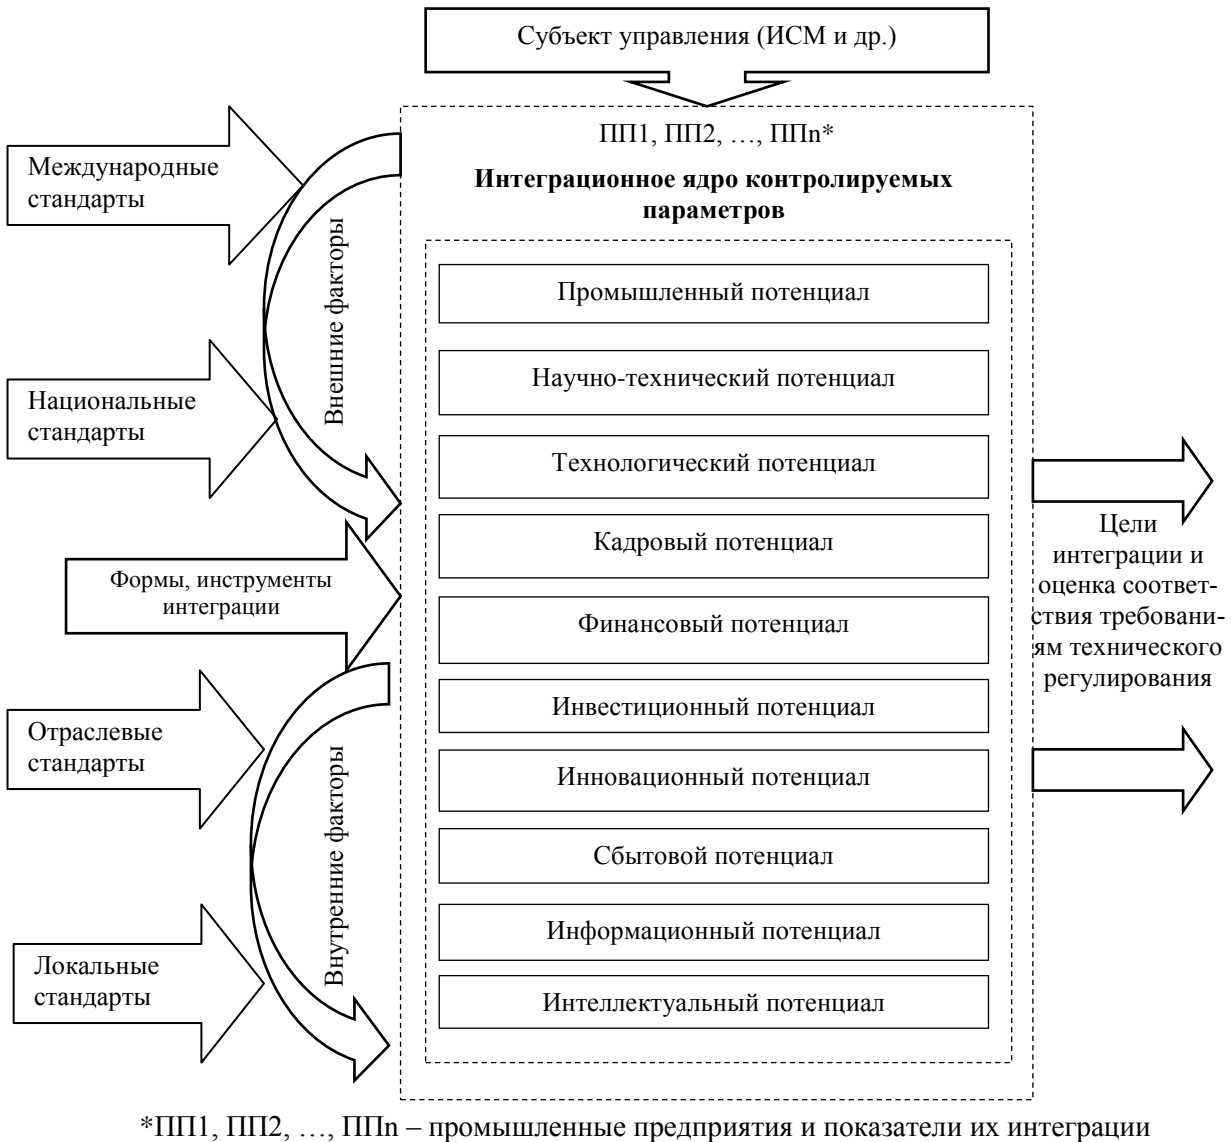 Субъект управления (ИСМ и др.)
ПП1, ПП2, …, ППn*
Интеграционное ядро контролируемых
параметров
Международные
стандарты
Внешние факторы
Национальные
стандарты
Формы, инструменты
интеграции
Отраслевые
стандарты
Внутренние факторы
Локальные
стандарты
Промышленный потенциал
Научно-технический потенциал
Технологический потенциал
Кадровый потенциал
Финансовый потенциал
Инвестиционный потенциал
Инновационный потенциал
Сбытовой потенциал
Информационный потенциал
Интеллектуальный потенциал
Цели
интеграции и
оценка соответ-
ствия требовани-
ям технического
регулирования
*ПП1, ПП2, …, ППn – промышленные предприятия и показатели их интеграции